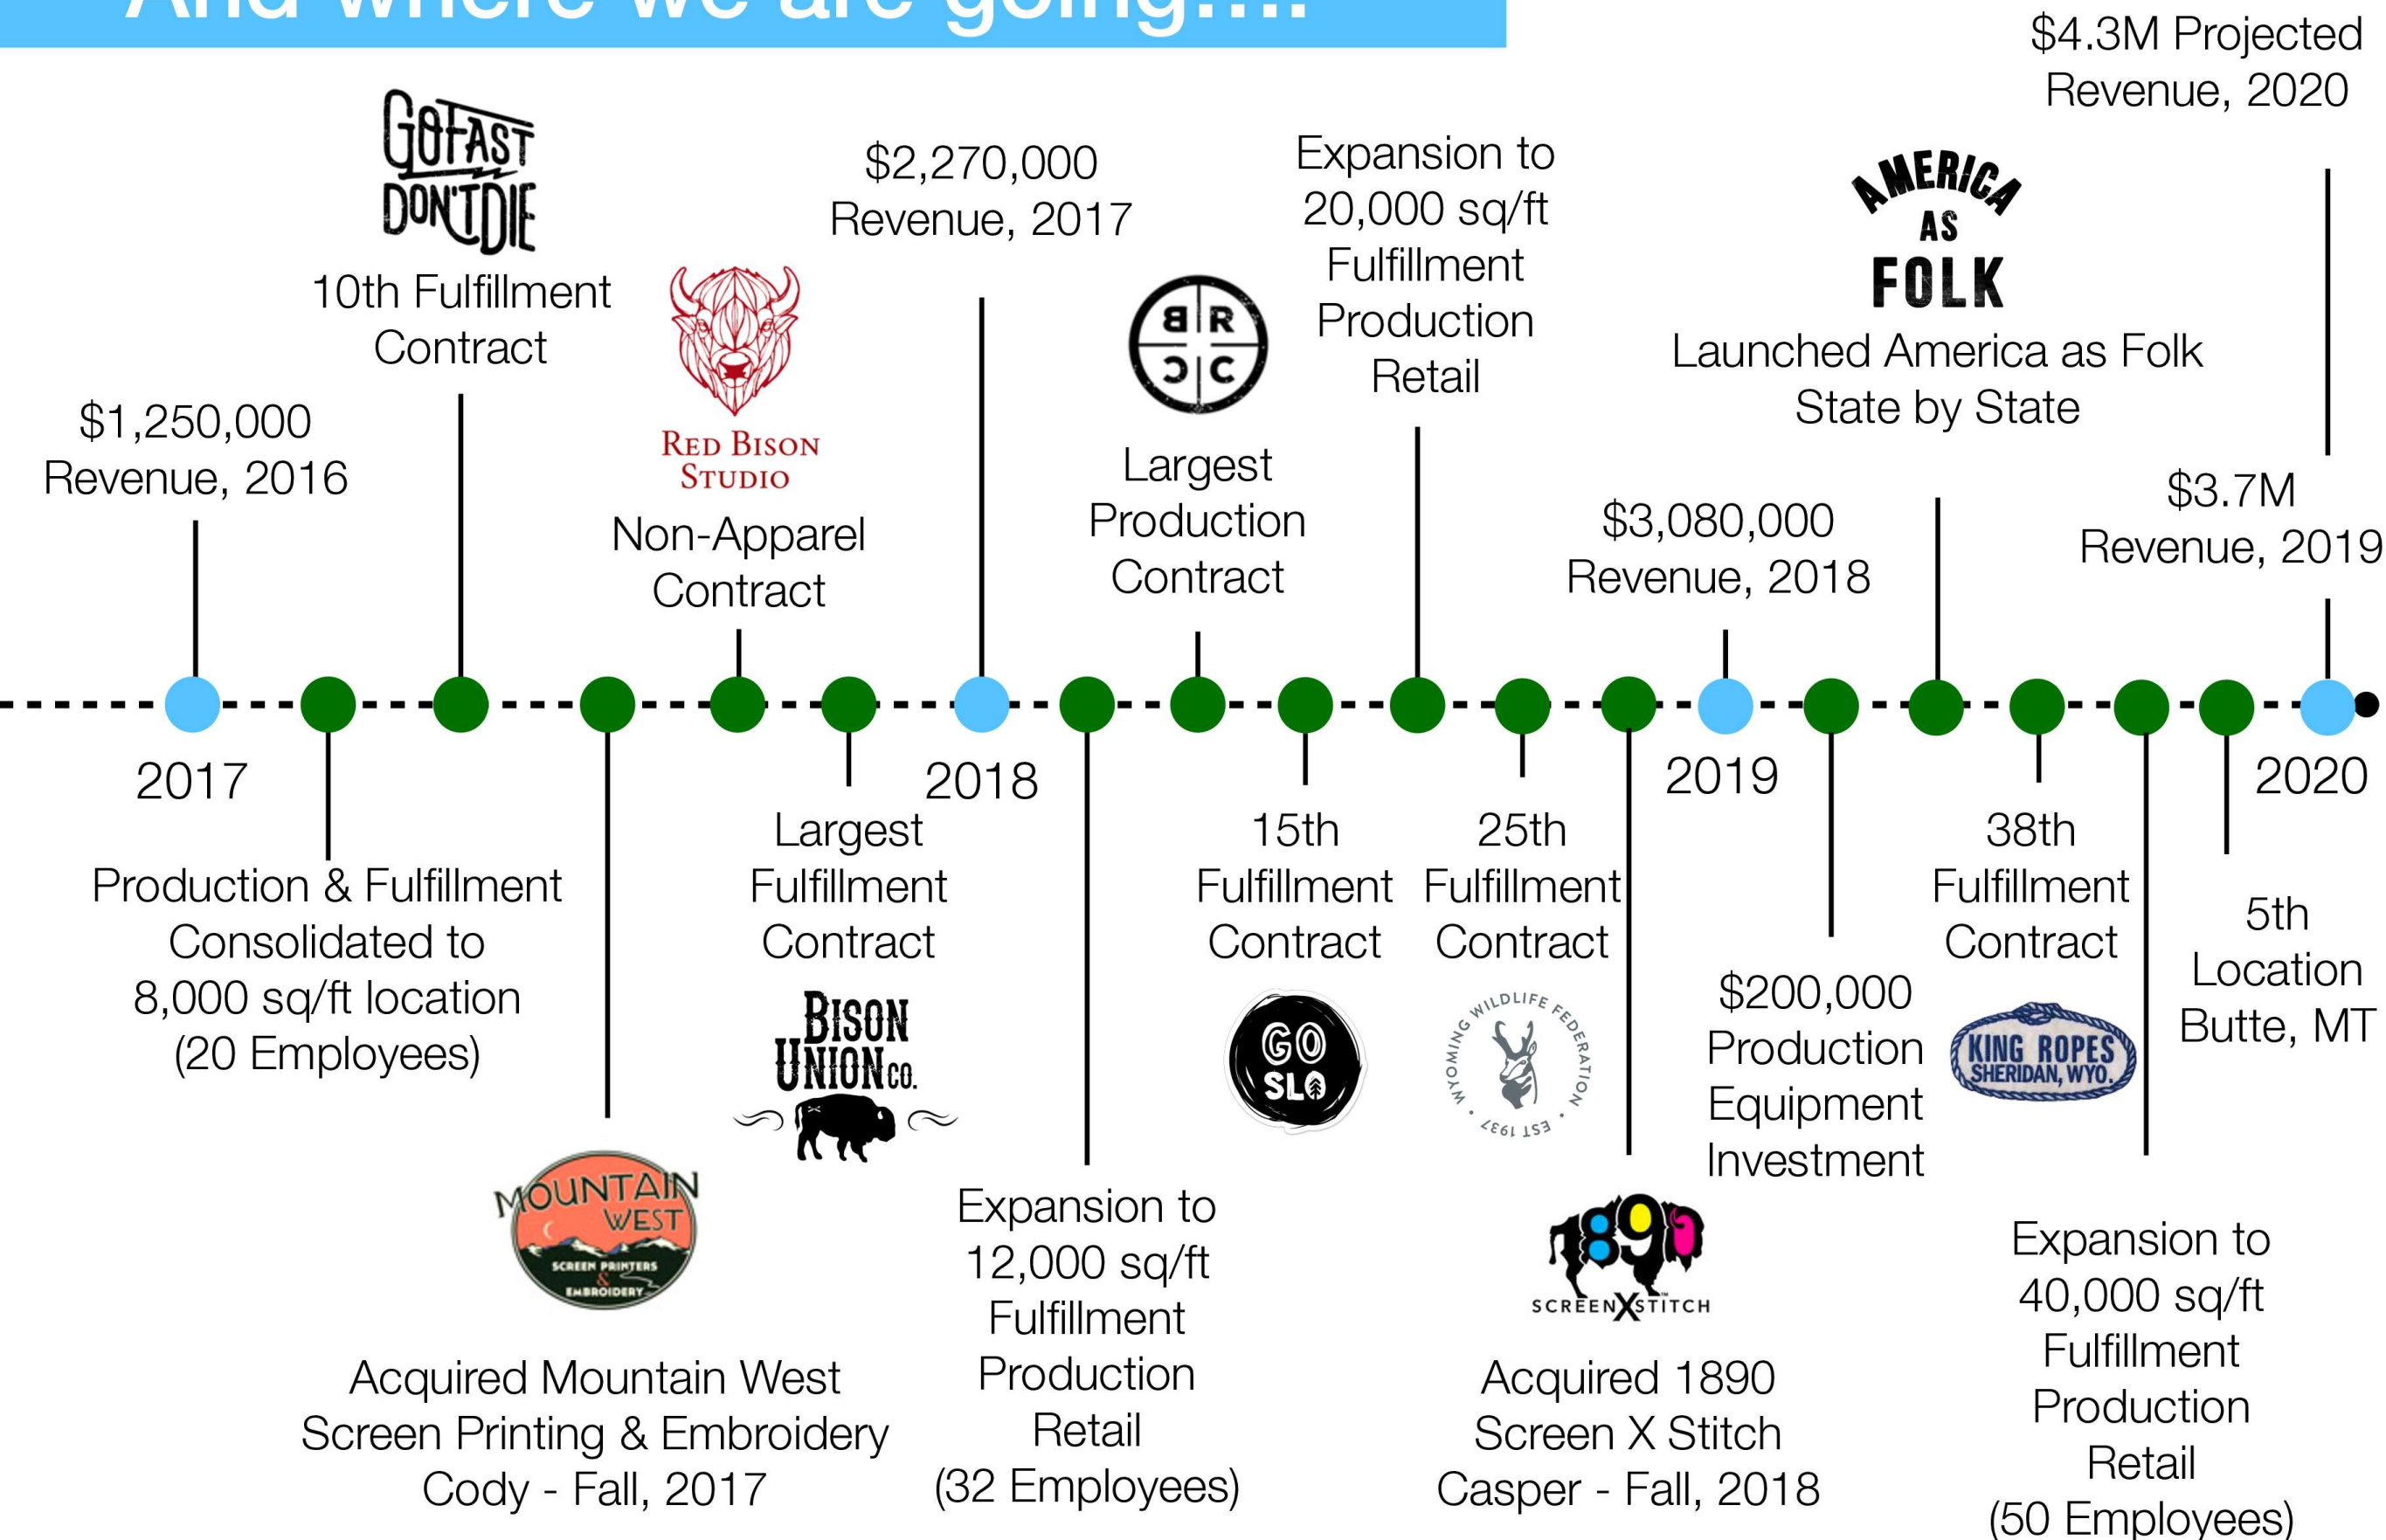 And where we are going….!
$4.3M Projected
Revenue, 2020
GOFAST
DON'T DIE
10th Fulfillment
Contract
$1,250,000
Revenue, 2016
RED BISON
STUDIO
Non-Apparel
Contract
$2,270,000
Revenue, 2017
B R
C C
Largest
Production
Contract
Expansion to
20,000 sq/ft
Fulfillment
Production
Retail
$3,080,000
Revenue, 2018
AMERICA
AS
FOLK
Launched America as Folk
State by State
$3.7M
Revenue, 2019
2017
2018
2019
2020
Production & Fulfillment
Consolidated to
8,000 sq/ft location
(20 Employees)
MOUNTAIN
WEST
SCREEN PRINTERS
&
EMBROIDERY
Acquired Mountain West
Screen Printing & Embroidery
Cody - Fall, 2017
Largest
Fulfillment
Contract
BISON
UNION CO.
Expansion to
12,000 sq/ft
Fulfillment
Production
Retail
(32 Employees)
15th
Fulfillment
Contract
GO
SLO
25th
Fulfillment
Contract
WYOMING WILDLIFE FEDERATION
EST 1937
1890
SCREEN X STITCH™
Acquired 1890
Screen X Stitch
Casper - Fall, 2018
$200,000
Production
Equipment
Investment
38th
Fulfillment
Contract
KING ROPES
SHERIDAN, WYO.
Expansion to
40,000 sq/ft
Fulfillment
Production
Retail
(50 Employees)
5th
Location
Butte, MT